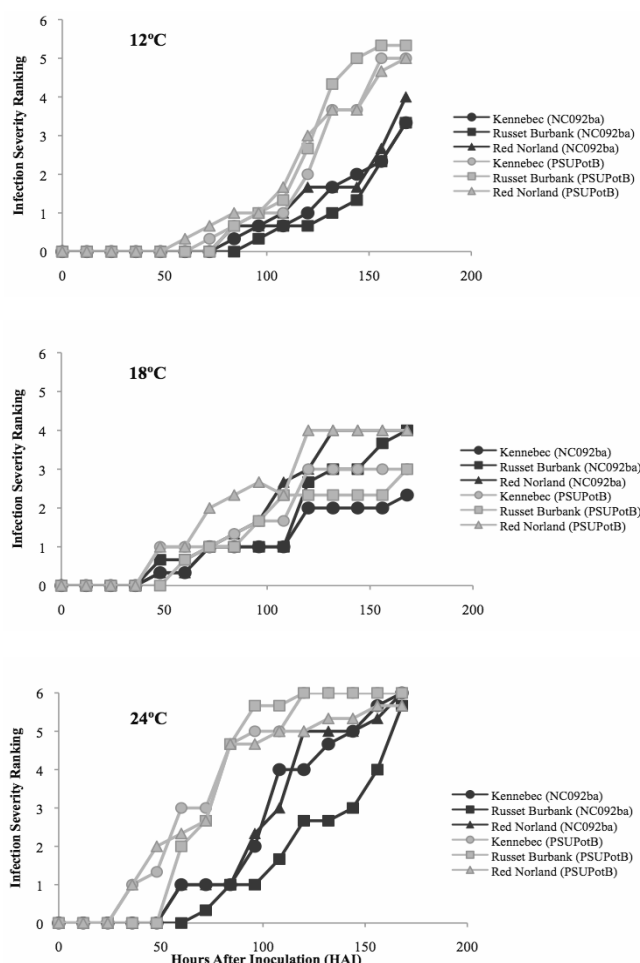 12ºC
Infection Severity Ranking
6
5
4
3
2
1
0
0 50 100 150 200
Kennebec (NC092ba)
Russet Burbank (NC092ba)
Red Norland (NC092ba)
Kennebec (PSUPotB)
Russet Burbank (PSUPotB)
Red Norland (PSUPotB)
18ºC
Infection Severity Ranking
6
5
4
3
2
1
0
0 50 100 150 200
Kennebec (NC092ba)
Russet Burbank (NC092ba)
Red Norland (NC092ba)
Kennebec (PSUPotB)
Russet Burbank (PSUPotB)
Red Norland (PSUPotB)
24ºC
Infection Severity Ranking
6
5
4
3
2
1
0
0 50 100 150 200
Hours After Inoculation (HAI)
Kennebec (NC092ba)
Russet Burbank (NC092ba)
Red Norland (NC092ba)
Kennebec (PSUPotB)
Russet Burbank (PSUPotB)
Red Norland (PSUPotB)